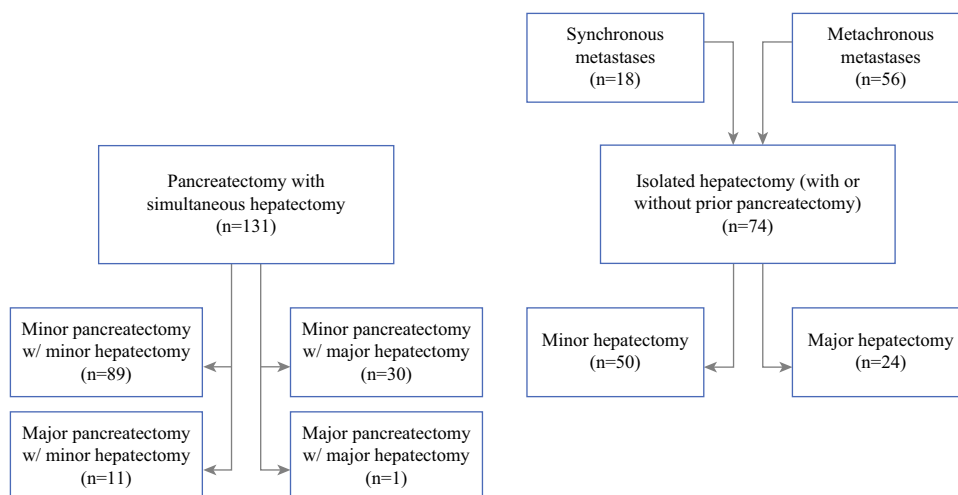 Synchronous
metastases
(n=18)
Metachronous
metastases
(n=56)
Pancreatectomy with
simultaneous hepatectomy
(n=131)
Isolated hepatectomy (with or
without prior pancreatectomy)
(n=74)
Minor pancreatectomy
w/ minor hepatectomy
(n=89)
Minor pancreatectomy
w/ major hepatectomy
(n=30)
Minor hepatectomy
(n=50)
Major hepatectomy
(n=24)
Major pancreatectomy
w/ minor hepatectomy
(n=11)
Major pancreatectomy
w/ major hepatectomy
(n=1)